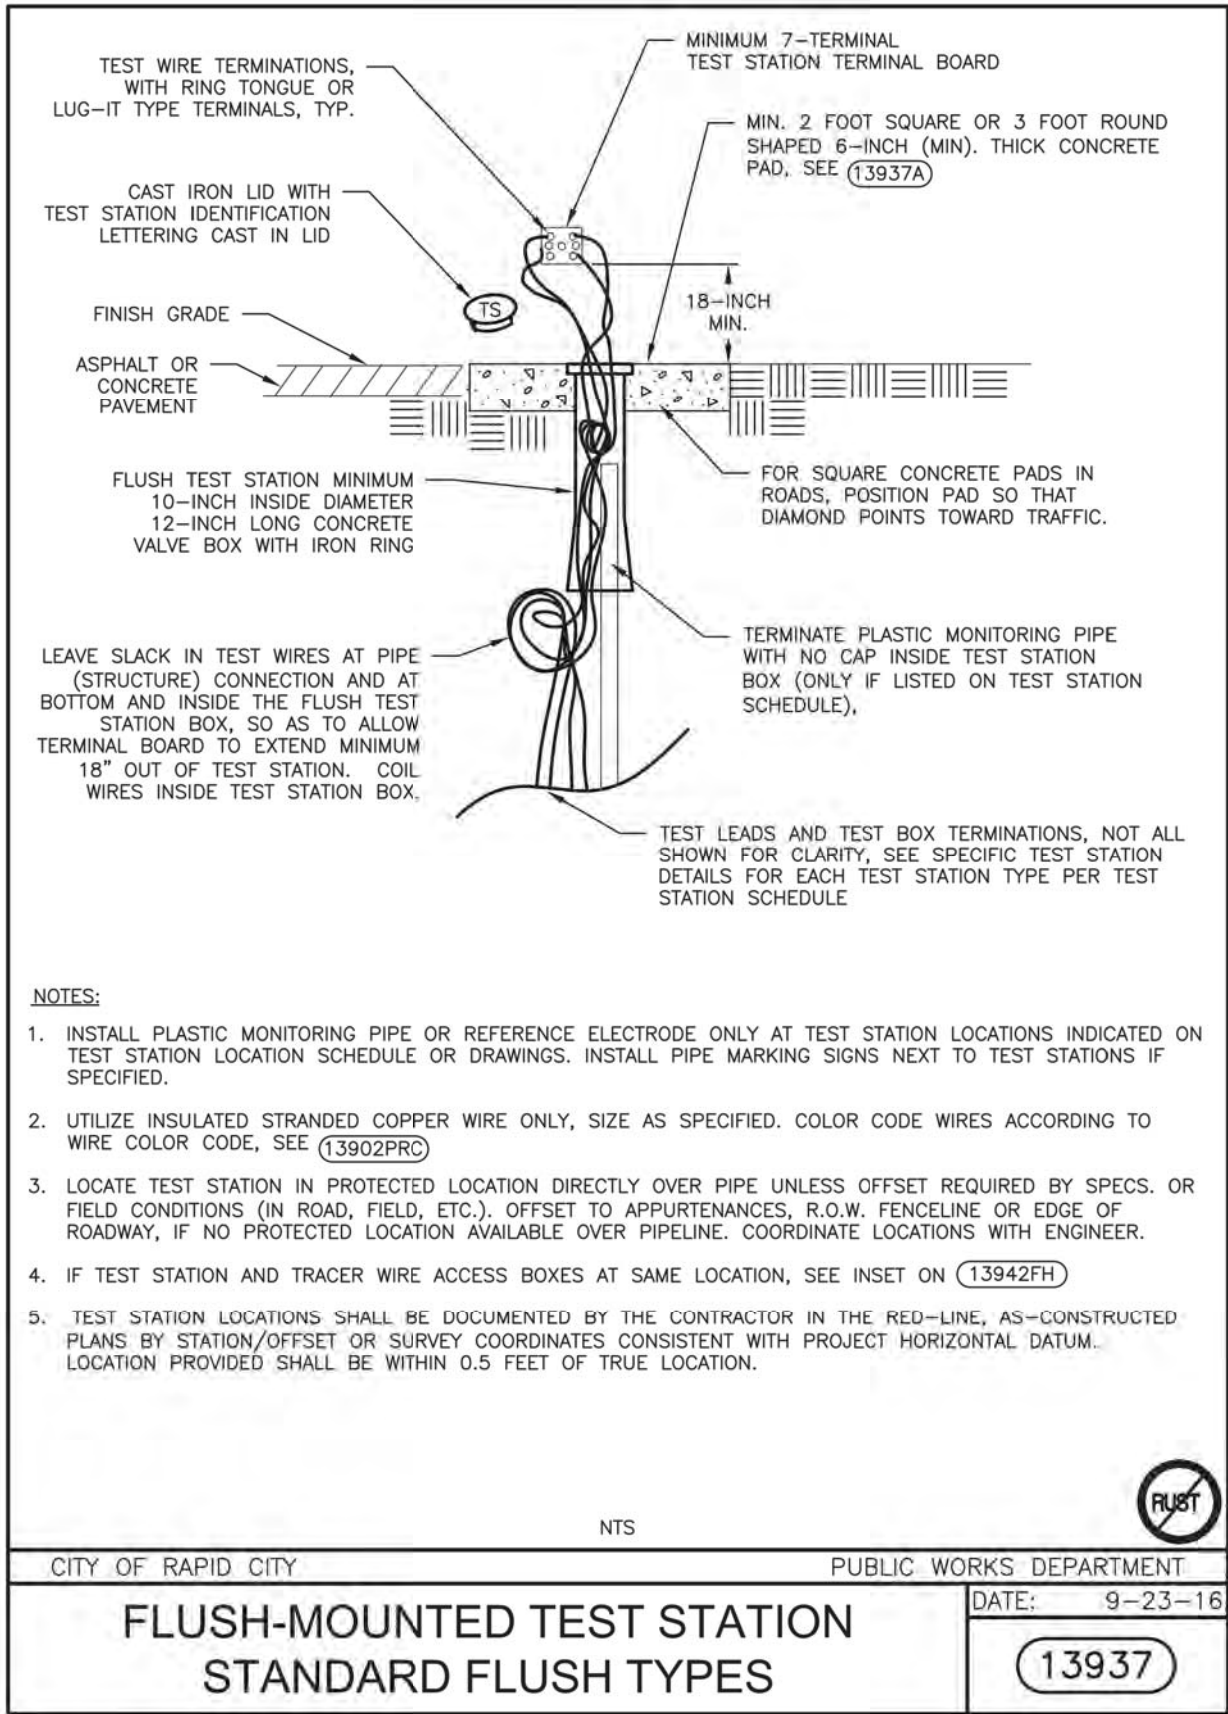 MINIMUM 7-TERMINAL
TEST STATION TERMINAL BOARD
TEST WIRE TERMINATIONS,
WITH RING TONGUE OR
LUG-IT TYPE TERMINALS, TYP.
MIN. 2 FOOT SQUARE OR 3 FOOT ROUND
SHAPED 6-INCH (MIN). THICK CONCRETE
PAD, SEE 13937A
CAST IRON LID WITH
TEST STATION IDENTIFICATION
LETTERING CAST IN LID
TS
18-INCH
MIN.
FINISH GRADE
ASPHALT OR
CONCRETE
PAVEMENT
FLUSH TEST STATION MINIMUM
10-INCH INSIDE DIAMETER
12-INCH LONG CONCRETE
VALVE BOX WITH IRON RING
FOR SQUARE CONCRETE PADS IN
ROADS, POSITION PAD SO THAT
DIAMOND POINTS TOWARD TRAFFIC.
LEAVE SLACK IN TEST WIRES AT PIPE
(STRUCTURE) CONNECTION AND AT
BOTTOM AND INSIDE THE FLUSH TEST
STATION BOX, SO AS TO ALLOW
TERMINAL BOARD TO EXTEND MINIMUM
18" OUT OF TEST STATION. COIL
WIRES INSIDE TEST STATION BOX.
TERMINATE PLASTIC MONITORING PIPE
WITH NO CAP INSIDE TEST STATION
BOX (ONLY IF LISTED ON TEST STATION
SCHEDULE),
TEST LEADS AND TEST BOX TERMINATIONS, NOT ALL
SHOWN FOR CLARITY, SEE SPECIFIC TEST STATION
DETAILS FOR EACH TEST STATION TYPE PER TEST
STATION SCHEDULE
NOTES:
1. INSTALL PLASTIC MONITORING PIPE OR REFERENCE ELECTRODE ONLY AT TEST STATION LOCATIONS INDICATED ON
TEST STATION LOCATION SCHEDULE OR DRAWINGS. INSTALL PIPE MARKING SIGNS NEXT TO TEST STATIONS IF
SPECIFIED.
2. UTILIZE INSULATED STRANDED COPPER WIRE ONLY, SIZE AS SPECIFIED. COLOR CODE WIRES ACCORDING TO
WIRE COLOR CODE, SEE 13902PRC
3. LOCATE TEST STATION IN PROTECTED LOCATION DIRECTLY OVER PIPE UNLESS OFFSET REQUIRED BY SPECS. OR
FIELD CONDITIONS (IN ROAD, FIELD, ETC.). OFFSET TO APPURTENANCES, R.O.W. FENCELINE OR EDGE OF
ROADWAY, IF NO PROTECTED LOCATION AVAILABLE OVER PIPELINE. COORDINATE LOCATIONS WITH ENGINEER.
4. IF TEST STATION AND TRACER WIRE ACCESS BOXES AT SAME LOCATION, SEE INSET ON 13942FH
5. TEST STATION LOCATIONS SHALL BE DOCUMENTED BY THE CONTRACTOR IN THE RED-LINE, AS-CONSTRUCTED
PLANS BY STATION/OFFSET OR SURVEY COORDINATES CONSISTENT WITH PROJECT HORIZONTAL DATUM.
LOCATION PROVIDED SHALL BE WITHIN 0.5 FEET OF TRUE LOCATION.
RUST
NTS
CITY OF RAPID CITY
PUBLIC WORKS DEPARTMENT
FLUSH-MOUNTED TEST STATION
STANDARD FLUSH TYPES
DATE: 9-23-16
13937